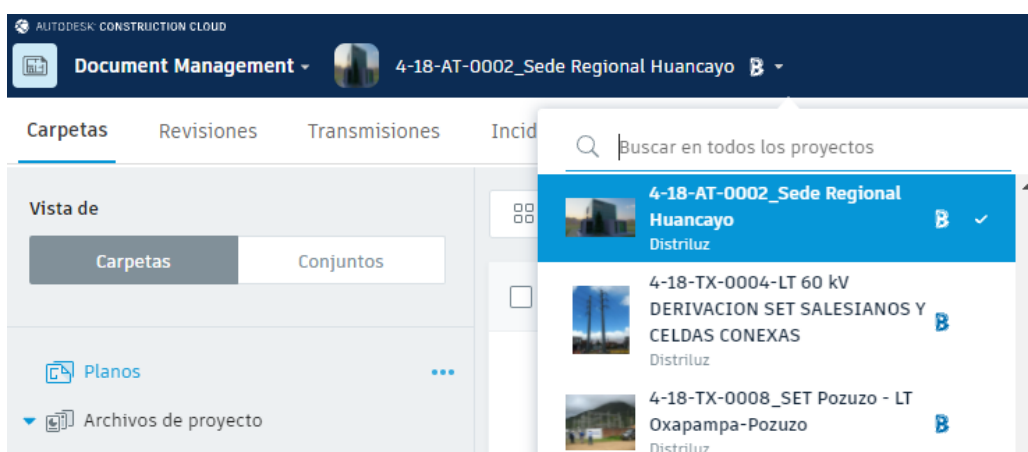 AUTODESK CONSTRUCTION CLOUD
Document Management
4-18-AT-0002_Sede Regional Huancayo
Carpetas
Revisiones
Transmisiones
Incid
Buscar en todos los proyectos
Vista de
Carpetas
Conjuntos
Planos
Archivos de proyecto
4-18-AT-0002_Sede Regional
Huancayo
Distriluz
4-18-TX-0004-LT 60 kV
DERIVACION SET SALESIANOS Y
CELDAS CONEXAS
Distriluz
4-18-TX-0008_SET Pozuzo - LT
Oxapampa-Pozuzo
Distriluz